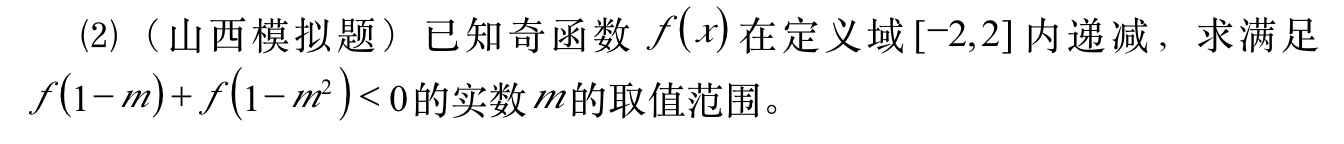 (2)（山西模拟题）已知奇函数 f(x) 在定义域[−2,2] 内递减，求满足
f(1−m)+f(1−m²)<0的实数m的取值范围。